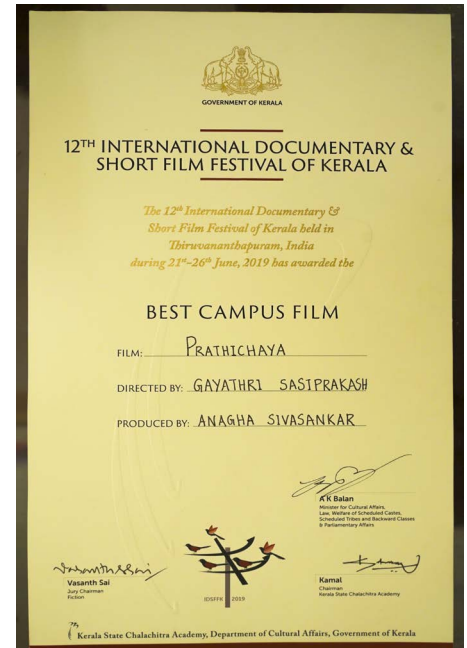 GOVERNMENT OF KERALA
12TH INTERNATIONAL DOCUMENTARY &
SHORT FILM FESTIVAL OF KERALA
The 12th International Documentary &
Short Film Festival of Kerala held in
Thiruvananthapuram, India
during 21st-26th June, 2019 has awarded the
BEST CAMPUS FILM
FILM: PRATHICHAYA
DIRECTED BY: GAYATHRI SASIPRAKASH
PRODUCED BY: ANAGHA SIVASANKAR
A K Balan
Minister for Cultural Affairs,
Law, Welfare of Scheduled Castes,
Scheduled Tribes and Backward Classes
& Parliamentary Affairs
Vasanth Sai
Vasanth Sai
Jury Chairman
Fiction
IDSFFK 2019
Kamal
Chairman
Kerala State Chalachitra Academy
Kerala State Chalachitra Academy, Department of Cultural Affairs, Government of Kerala